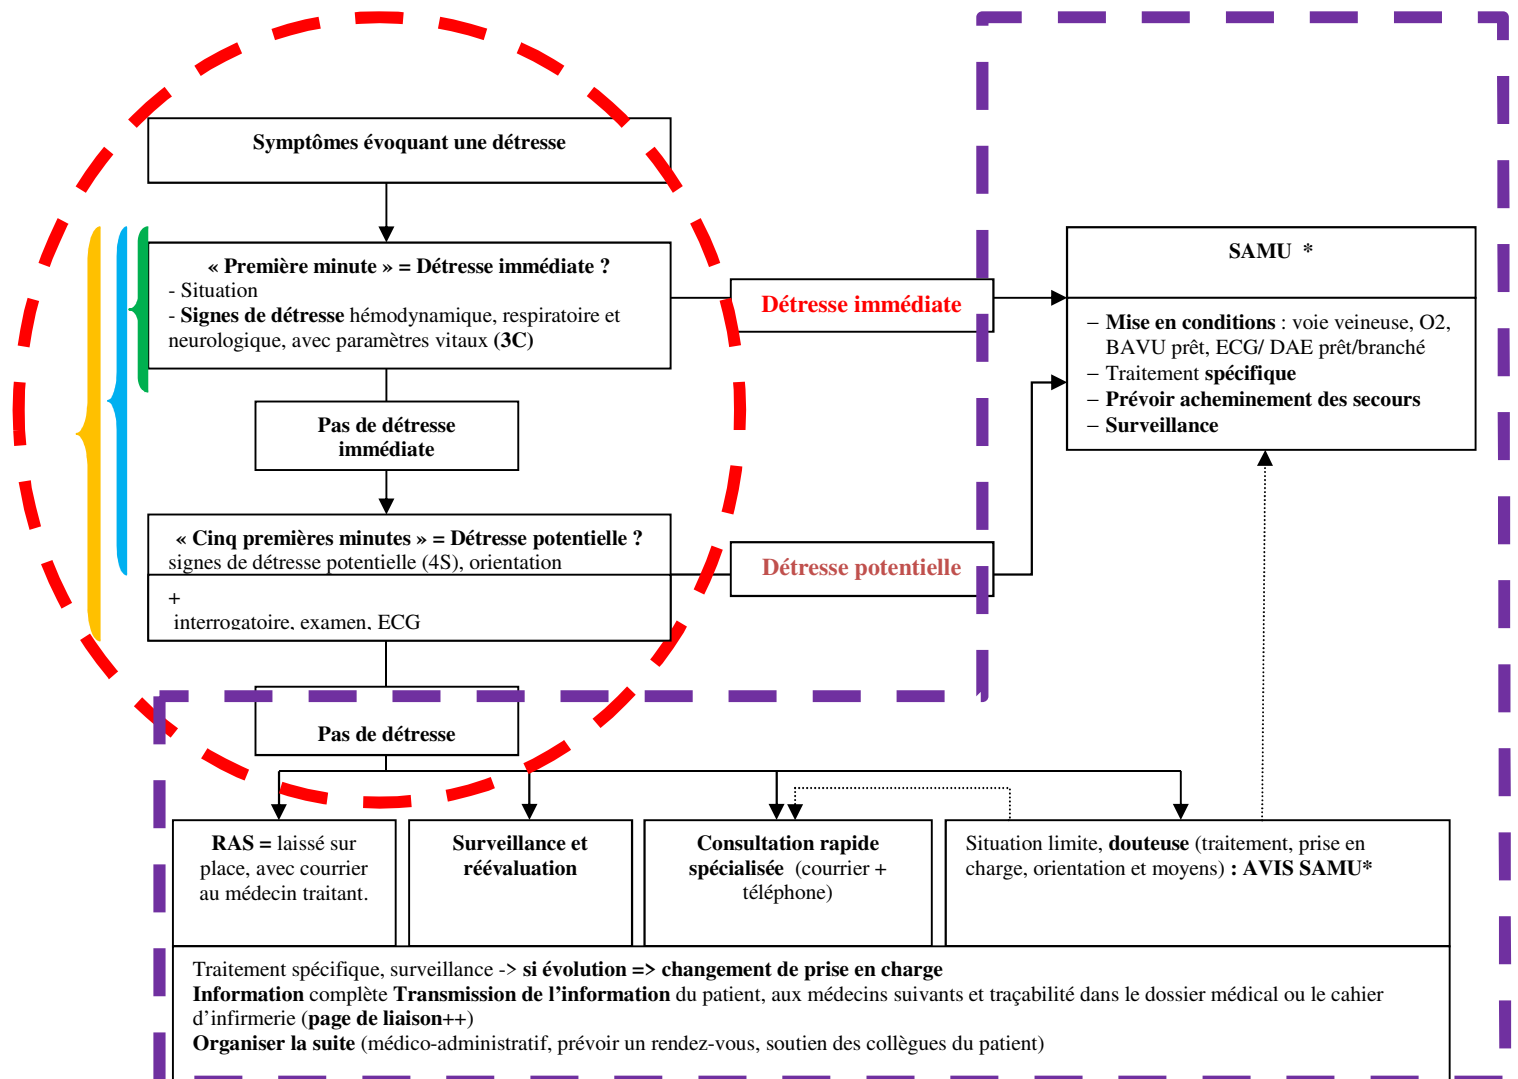 Symptômes évoquant une détresse
« Première minute » = Détresse immédiate ?
- Situation
- Signes de détresse hémodynamique, respiratoire et
neurologique, avec paramètres vitaux (3C)
Détresse immédiate
SAMU *
– Mise en conditions : voie veineuse, O2,
BAVU prêt, ECG/ DAE prêt/branché
– Traitement spécifique
– Prévoir acheminement des secours
– Surveillance
Pas de détresse
immédiate
« Cinq premières minutes » = Détresse potentielle ?
signes de détresse potentielle (4S), orientation
+
interrogatoire, examen, ECG
Détresse potentielle
Pas de détresse
RAS = laissé sur
place, avec courrier
au médecin traitant.
Surveillance et
réévaluation
Consultation rapide
spécialisée (courrier +
téléphone)
Situation limite, douteuse (traitement, prise en
charge, orientation et moyens) : AVIS SAMU*
Traitement spécifique, surveillance -> si évolution => changement de prise en charge
Information complète Transmission de l’information du patient, aux médecins suivants et traçabilité dans le dossier médical ou le cahier
d’infirmerie (page de liaison++)
Organiser la suite (médico-administratif, prévoir un rendez-vous, soutien des collègues du patient)